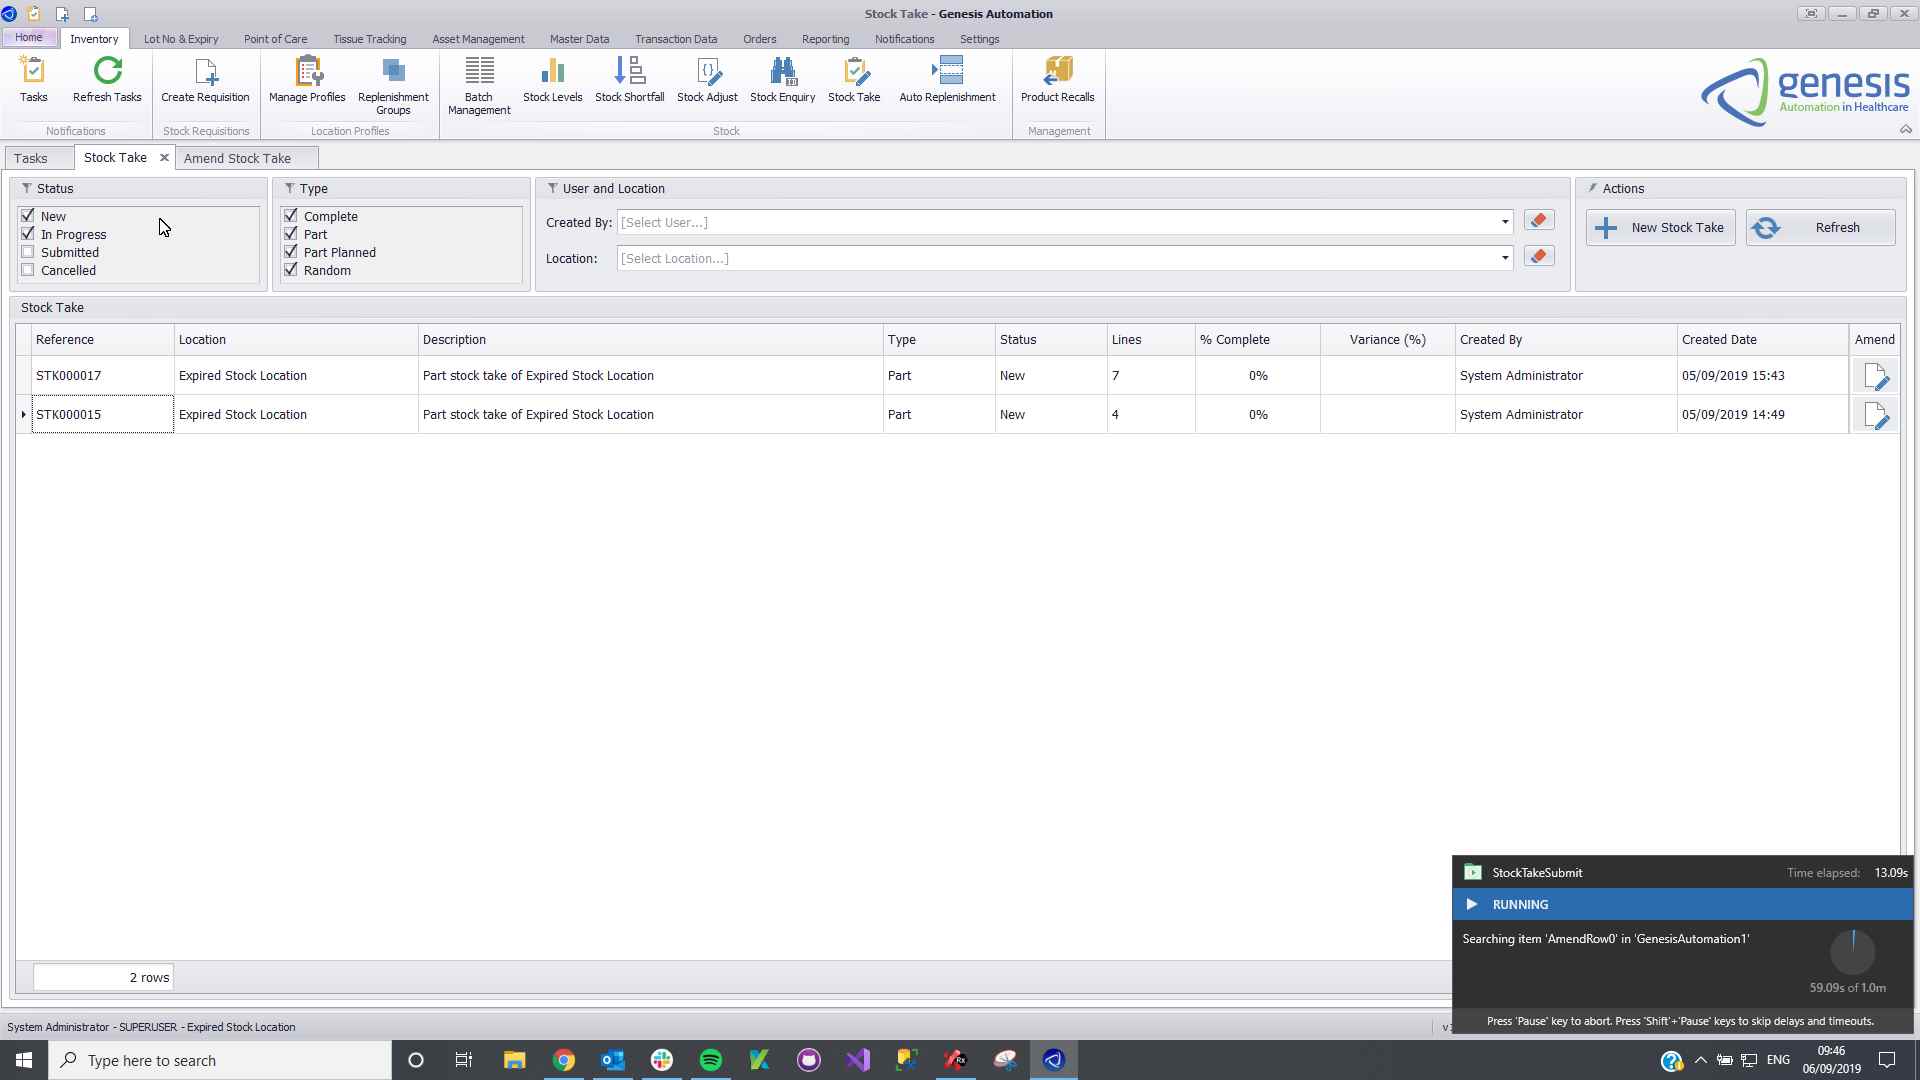 Stock Take - Genesis Automation
Home Inventory Lot No & Expiry Point of Care Tissue Tracking Asset Management Master Data Transaction Data Orders Reporting Notifications Settings
Tasks Refresh Tasks Create Requisition Manage Profiles Replenishment Groups Batch Management Stock Levels Stock Shortfall Stock Adjust Stock Enquiry Stock Take Auto Replenishment Product Recalls
Notifications Stock Requisitions Location Profiles Stock Management
genesis
Automation in Healthcare
Tasks Stock Take Amend Stock Take
Status Type User and Location Actions
New
In Progress
Submitted
Cancelled
Complete
Part
Part Planned
Random
Created By: [Select User...]
Location: [Select Location...]
New Stock Take Refresh
Stock Take
Reference Location Description Type Status Lines % Complete Variance (%) Created By Created Date Amend
STK000017 Expired Stock Location Part stock take of Expired Stock Location Part New 7 0% System Administrator 05/09/2019 15:43
STK000015 Expired Stock Location Part stock take of Expired Stock Location Part New 4 0% System Administrator 05/09/2019 14:49
2 rows
StockTakeSubmit Time elapsed: 13.09s
RUNNING
Searching item 'AmendRow0' in 'GenesisAutomation1'
59.09s of 1.0m
Press 'Pause' key to abort. Press 'Shift'+'Pause' keys to skip delays and timeouts.
System Administrator - SUPERUSER - Expired Stock Location
Type here to search
ENG
09:46
06/09/2019